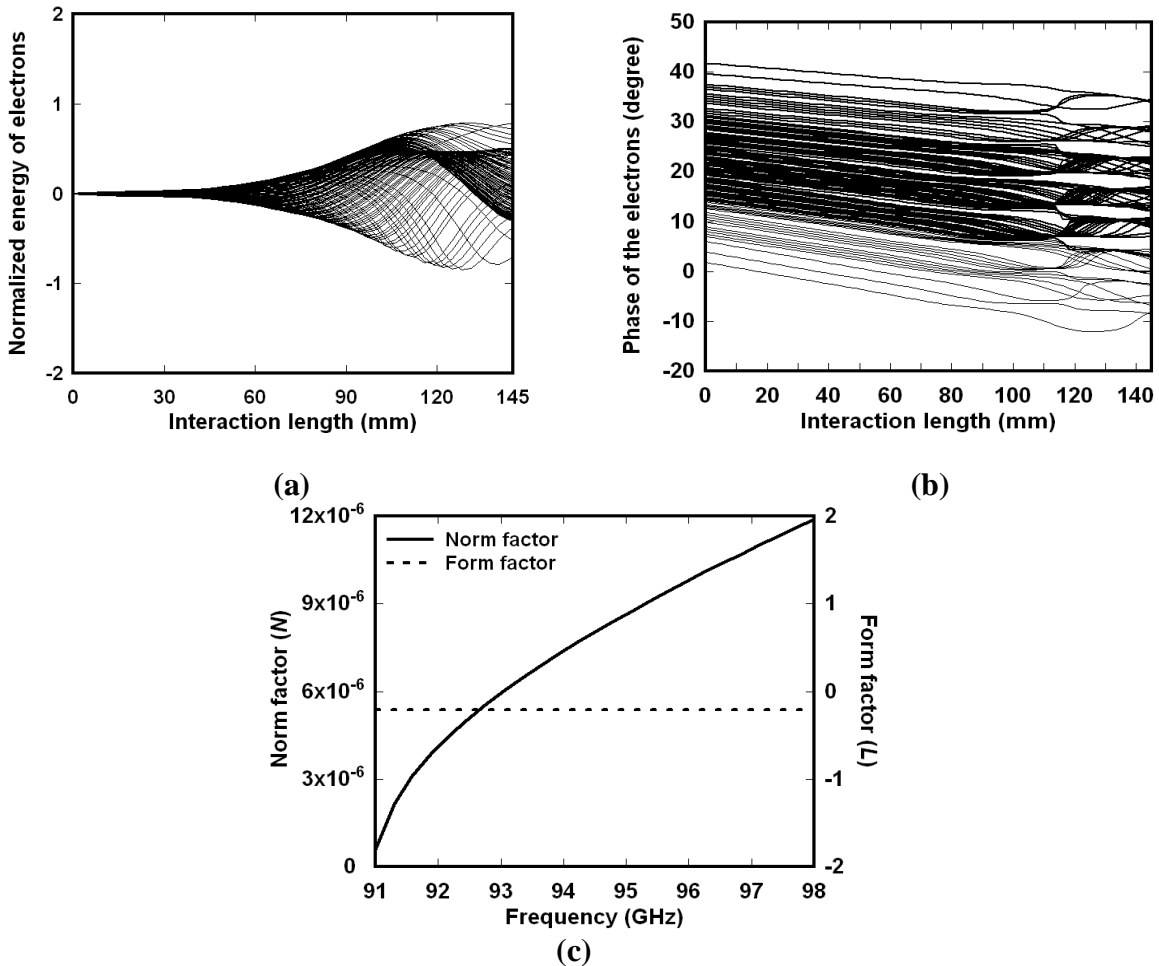 2
1
0
-1
-2
Normalized energy of electrons
0 30 60 90 120 145
Interaction length (mm)
(a)
50
40
30
20
10
0
-10
-20
Phase of the electrons (degree)
0 20 40 60 80 100 120 140
Interaction length (mm)
(b)
12x10-6
9x10-6
6x10-6
3x10-6
0
Norm factor (N)
Norm factor
Form factor
2
1
0
-1
-2
Form factor (L)
91 92 93 94 95 96 97 98
Frequency (GHz)
(c)